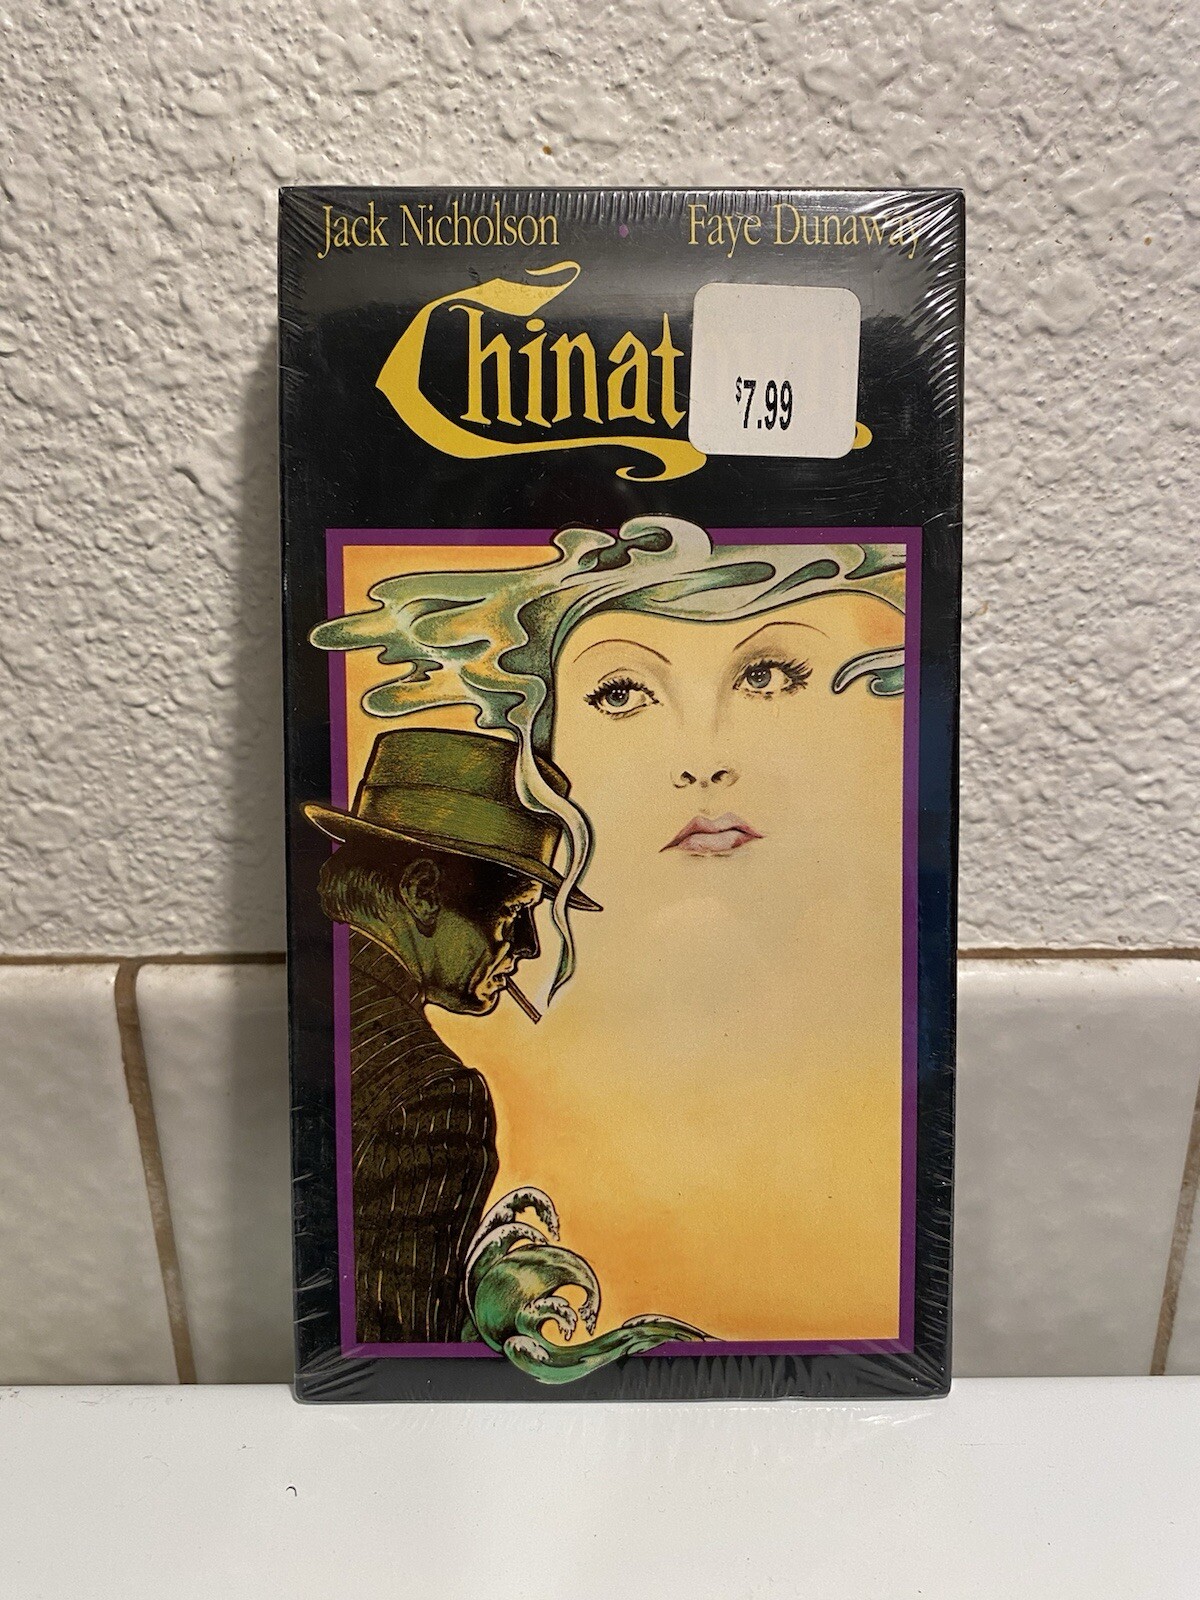 Jack Nicholson Faye Dunaway
Chinat
$7.99